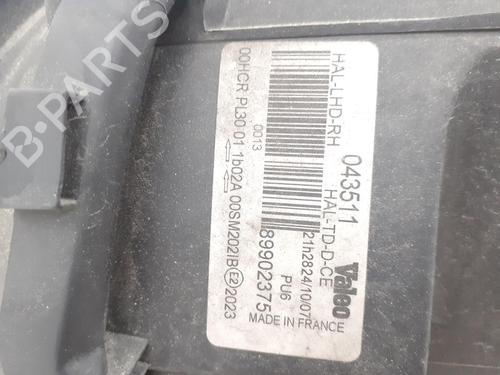 HAL-LHD-RH
043511
HAL-TD-D-CE
Valeo
21h2824/10/07
0013
89902375
PU6
MADE IN FRANCE
00HCR PL30 01 1b02A 00SM202IB E2 2023
B-PARTS